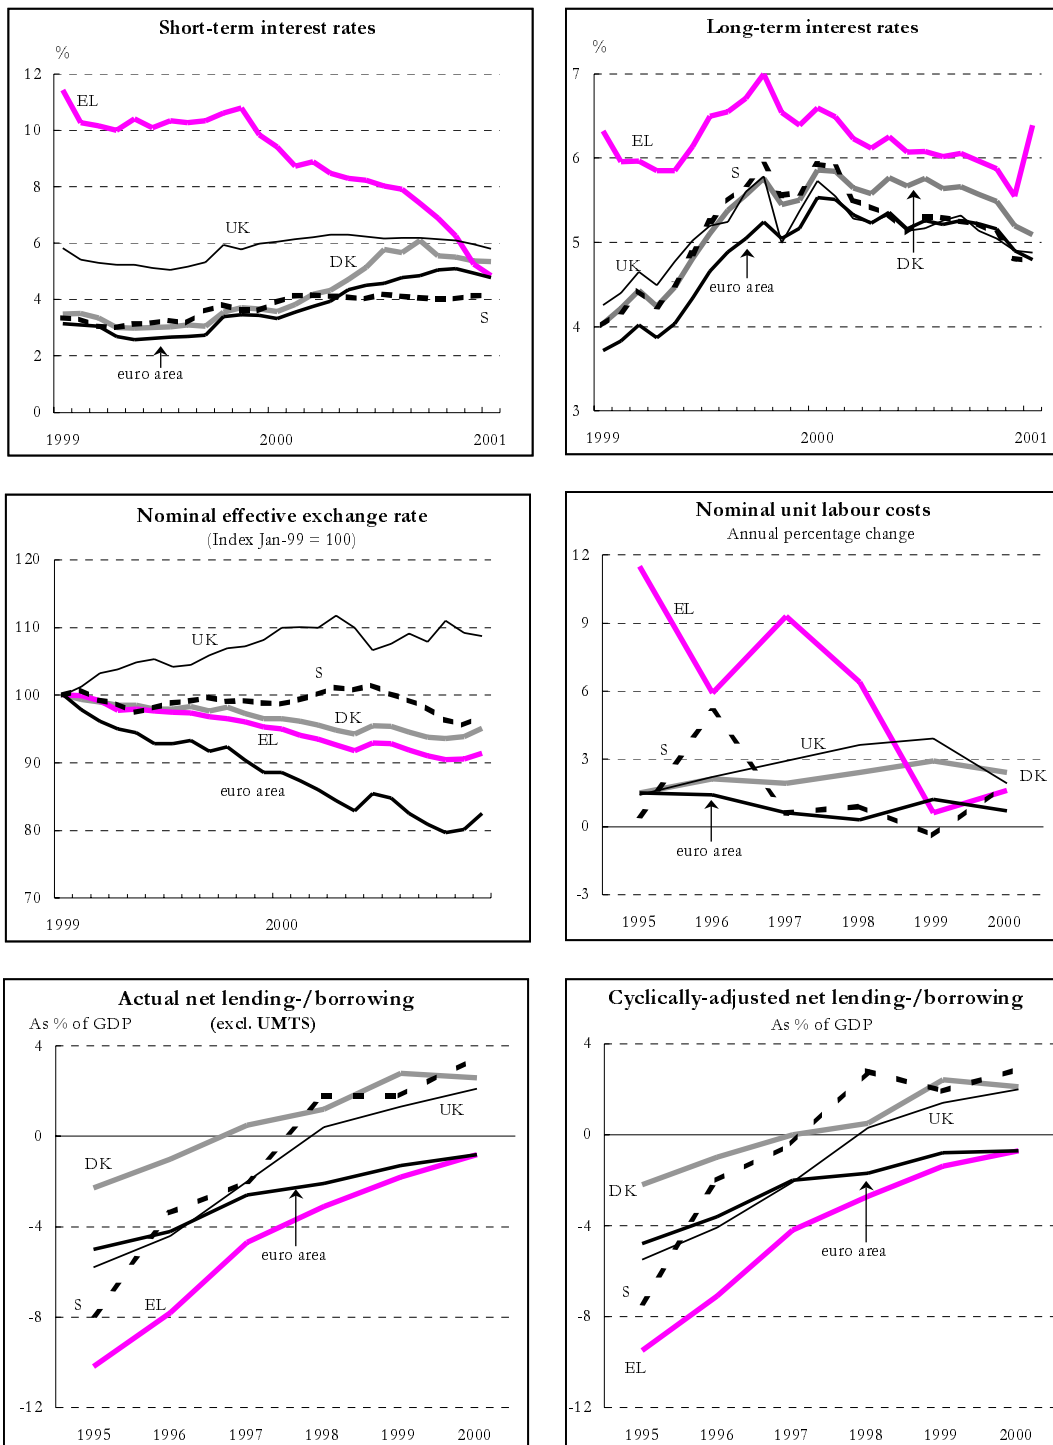 Short-term interest rates
%
12
10
8
6
4
2
0
EL
UK
DK
S
euro area
1999 2000 2001
Long-term interest rates
%
7
6
5
4
3
EL
S
UK
euro area
DK
1999 2000 2001
Nominal effective exchange rate
(Index Jan-99 = 100)
120
110
100
90
80
70
UK
S
DK
EL
euro area
1999 2000
Nominal unit labour costs
Annual percentage change
12
9
6
3
0
-3
EL
S
UK
DK
euro area
1995 1996 1997 1998 1999 2000
Actual net lending-/borrowing
As % of GDP (excl. UMTS)
4
0
-4
-8
-12
UK
DK
euro area
S
EL
1995 1996 1997 1998 1999 2000
Cyclically-adjusted net lending-/borrowing
As % of GDP
4
0
-4
-8
-12
UK
DK
euro area
S
EL
1995 1996 1997 1998 1999 2000